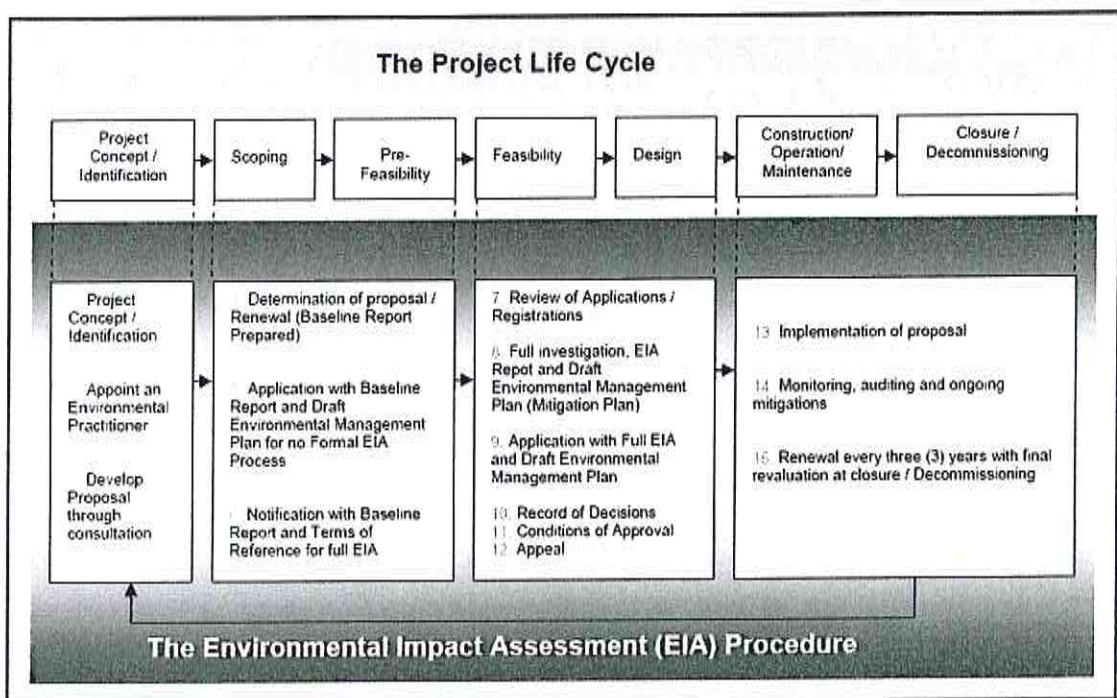 The Project Life Cycle
Project
Concept /
Identification
Scoping
Pre-
Feasibility
Feasibility
Design
Construction/
Operation/
Maintenance
Closure /
Decommissioning
Project
Concept /
Identification
Appoint an
Environmental
Practitioner
Develop
Proposal
through
consultation
Determination of proposal /
Renewal (Baseline Report
Prepared)
Application with Baseline
Report and Draft
Environmental Management
Plan for no Formal EIA
Process
Notification with Baseline
Report and Terms of
Reference for full EIA
7 Review of Applications /
Registrations
8. Full investigation, EIA
Repot and Draft
Environmental Management
Plan (Mitigation Plan)
9. Application with Full EIA
and Draft Environmental
Management Plan
10. Record of Decisions
11. Conditions of Approval
12. Appeal
13 Implementation of proposal
14 Monitoring, auditing and ongoing
mitigations
15. Renewal every three (3) years with final
revaluation at closure / Decommissioning
The Environmental Impact Assessment (EIA) Procedure